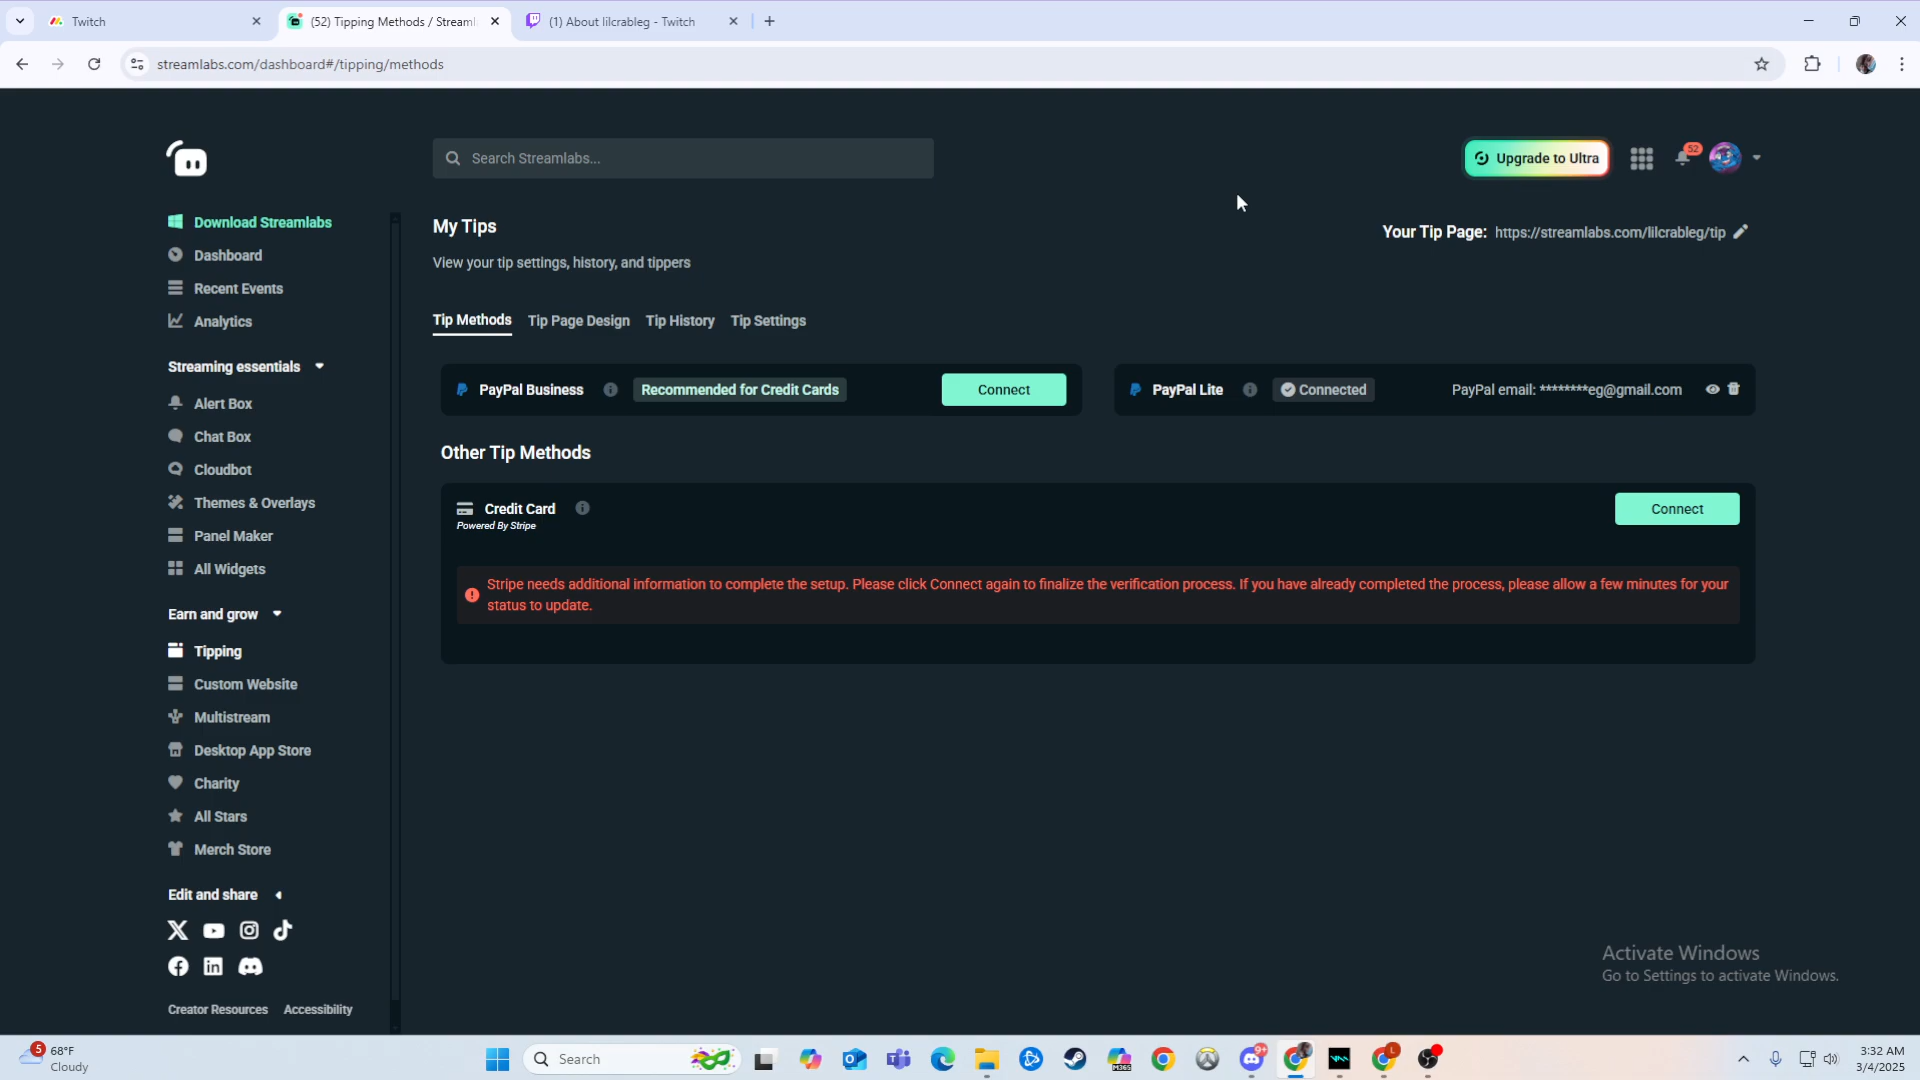 Twitch
(52) Tipping Methods / Streaml
(1) About lilcrableg - Twitch
streamlabs.com/dashboard#/tipping/methods
Search Streamlabs...
Upgrade to Ultra
52
Download Streamlabs
Dashboard
Recent Events
Analytics
Streaming essentials
Alert Box
Chat Box
Cloudbot
Themes & Overlays
Panel Maker
All Widgets
Earn and grow
Tipping
Custom Website
Multistream
Desktop App Store
Charity
All Stars
Merch Store
Edit and share
Creator Resources Accessibility
My Tips
Your Tip Page: https://streamlabs.com/lilcrableg/tip
View your tip settings, history, and tippers
Tip Methods Tip Page Design Tip History Tip Settings
PayPal Business Recommended for Credit Cards Connect
PayPal Lite Connected PayPal email: ********eg@gmail.com
Other Tip Methods
Credit Card Connect
Powered By Stripe
Stripe needs additional information to complete the setup. Please click Connect again to finalize the verification process. If you have already completed the process, please allow a few minutes for your
status to update.
Activate Windows
Go to Settings to activate Windows.
5
68°F
Cloudy
Search
M365
9+
L
3:32 AM
3/4/2025